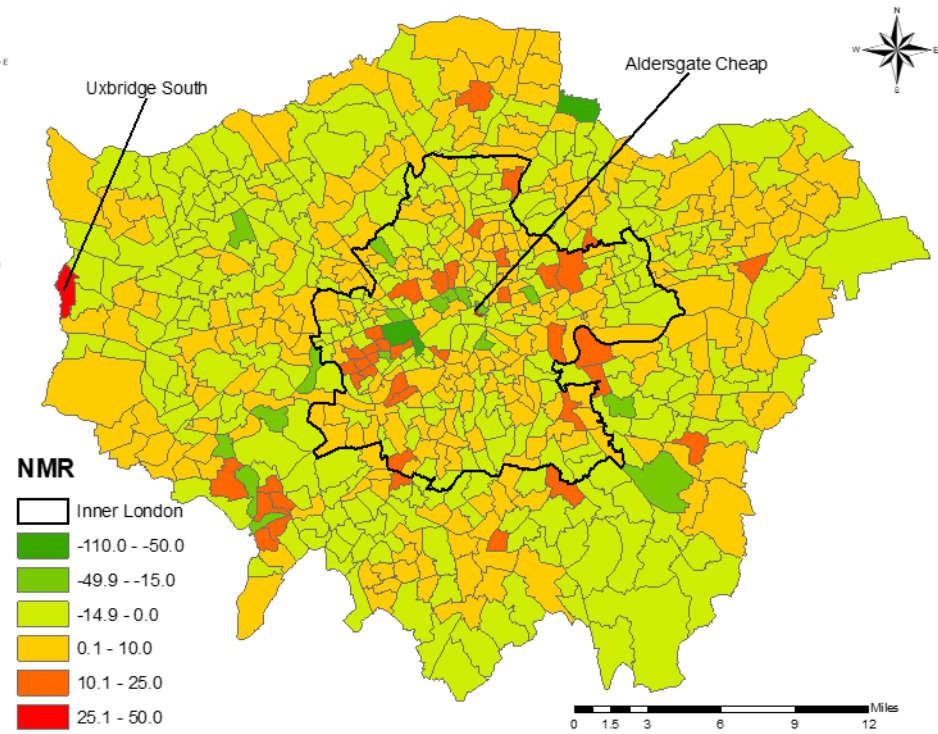 N
W
E
S
E
Aldersgate Cheap
Uxbridge South
NMR
Inner London
-110.0 - -50.0
-49.9 - -15.0
-14.9 - 0.0
0.1 - 10.0
10.1 - 25.0
25.1 - 50.0
Miles
0 1.5 3 6 9 12